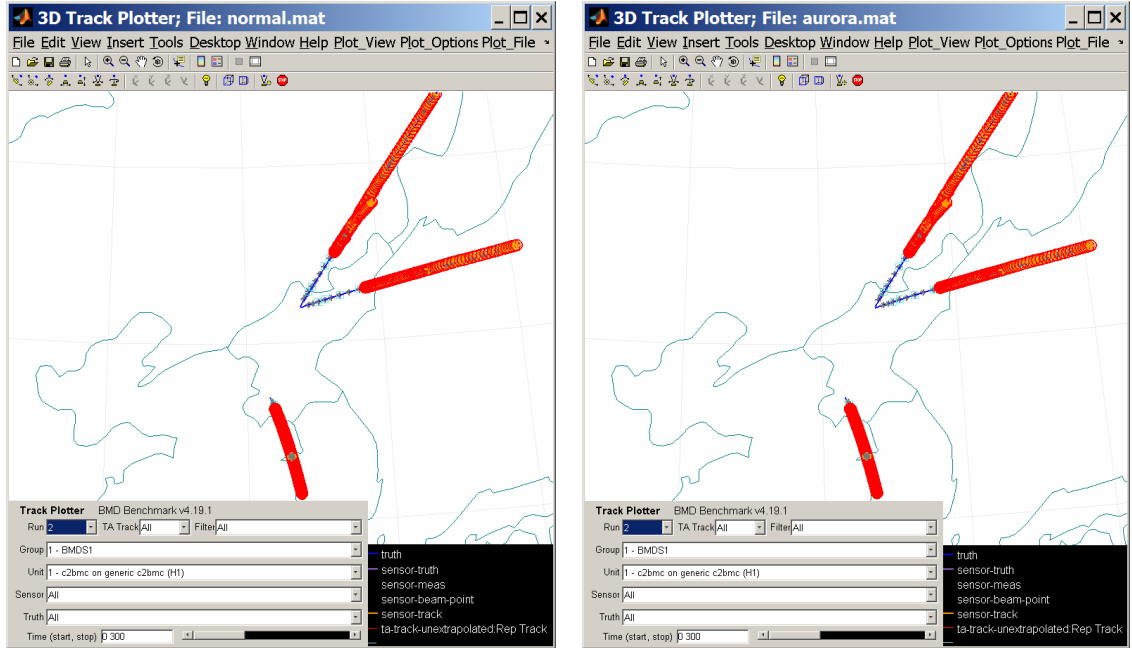 3D Track Plotter; File: normal.mat
File Edit View Insert Tools Desktop Window Help Plot_View Plot_Options Plot_File
STOP
Track Plotter BMD Benchmark v4.19.1
Run 2 TA Track All Filter All
Group 1 - BMDS1
Unit 1 - c2bmc on generic c2bmc (H1)
Sensor All
Truth All
Time (start, stop) 0 300
truth
sensor-truth
sensor-meas
sensor-beam-point
sensor-track
ta-track-unextrapolated:Rep Track
3D Track Plotter; File: aurora.mat
File Edit View Insert Tools Desktop Window Help Plot_View Plot_Options Plot_File
STOP
Track Plotter BMD Benchmark v4.19.1
Run 2 TA Track All Filter All
Group 1 - BMDS1
Unit 1 - c2bmc on generic c2bmc (H1)
Sensor All
Truth All
Time (start, stop) 0 300
truth
sensor-truth
sensor-meas
sensor-beam-point
sensor-track
ta-track-unextrapolated:Rep Track